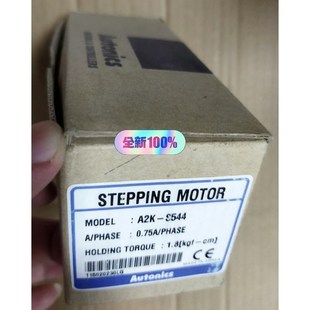 Autonics
全新100%
STEPPING MOTOR
MODEL : A2K-S544
A/PHASE : 0.75A/PHASE
HOLDING TORQUE : 1.8[kgf-cm]
Autonics
CE